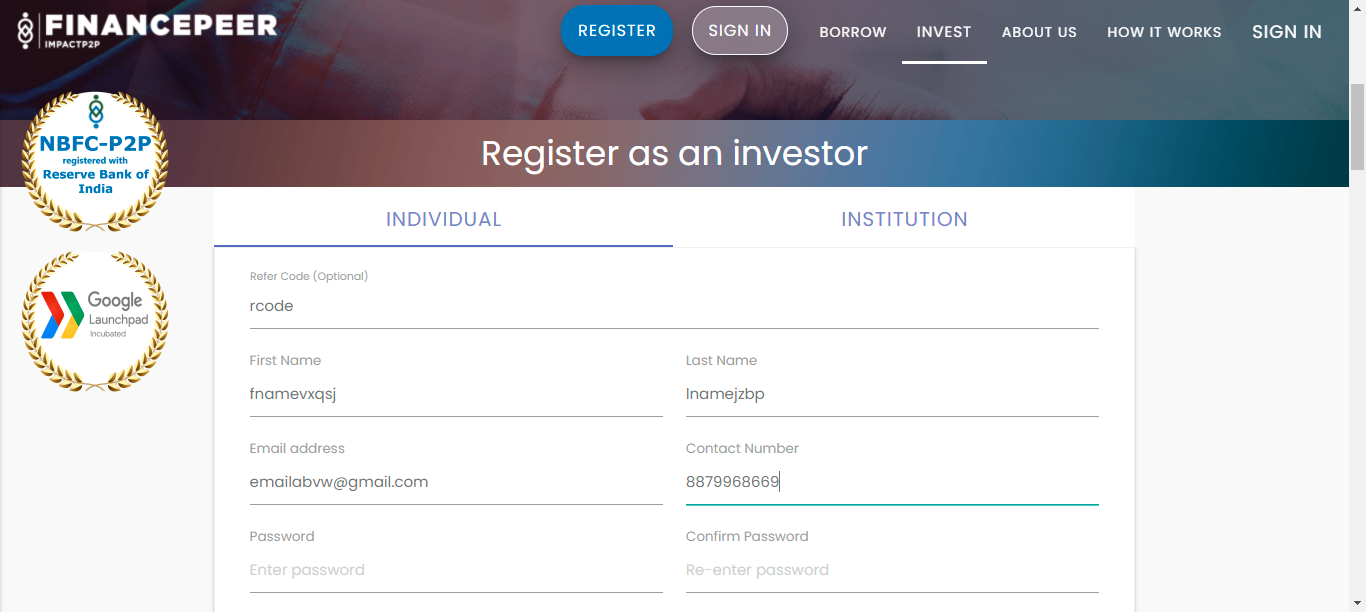 FINANCEPEER
IMPACTP2P
REGISTER
SIGN IN
BORROW
INVEST
ABOUT US
HOW IT WORKS
SIGN IN
NBFC-P2P
registered with
Reserve Bank of
India
Register as an investor
INDIVIDUAL
INSTITUTION
Google
Launchpad
Incubated
Refer Code (Optional)
rcode
First Name
Last Name
fnamevxqsj
lnamejzbp
Email address
Contact Number
emailabvw@gmail.com
8879968669
Password
Confirm Password
Enter password
Re-enter password